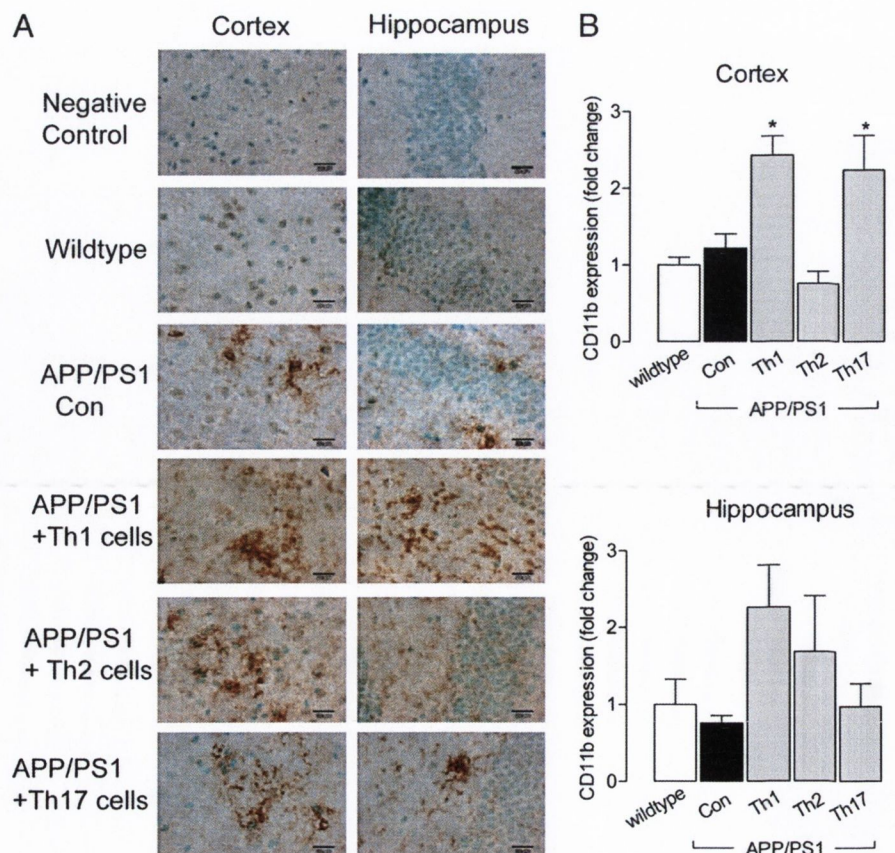 A
Cortex
Hippocampus
Negative
Control
Wildtype
APP/PS1
Con
APP/PS1
+Th1 cells
APP/PS1
+ Th2 cells
APP/PS1
+Th17 cells
B
Cortex
CD11b expression (fold change)
3
2
1
0
*
*
wildtype
Con
Th1
Th2
Th17
APP/PS1
Hippocampus
CD11b expression (fold change)
3
2
1
0
wildtype
Con
Th1
Th2
Th17
APP/PS1